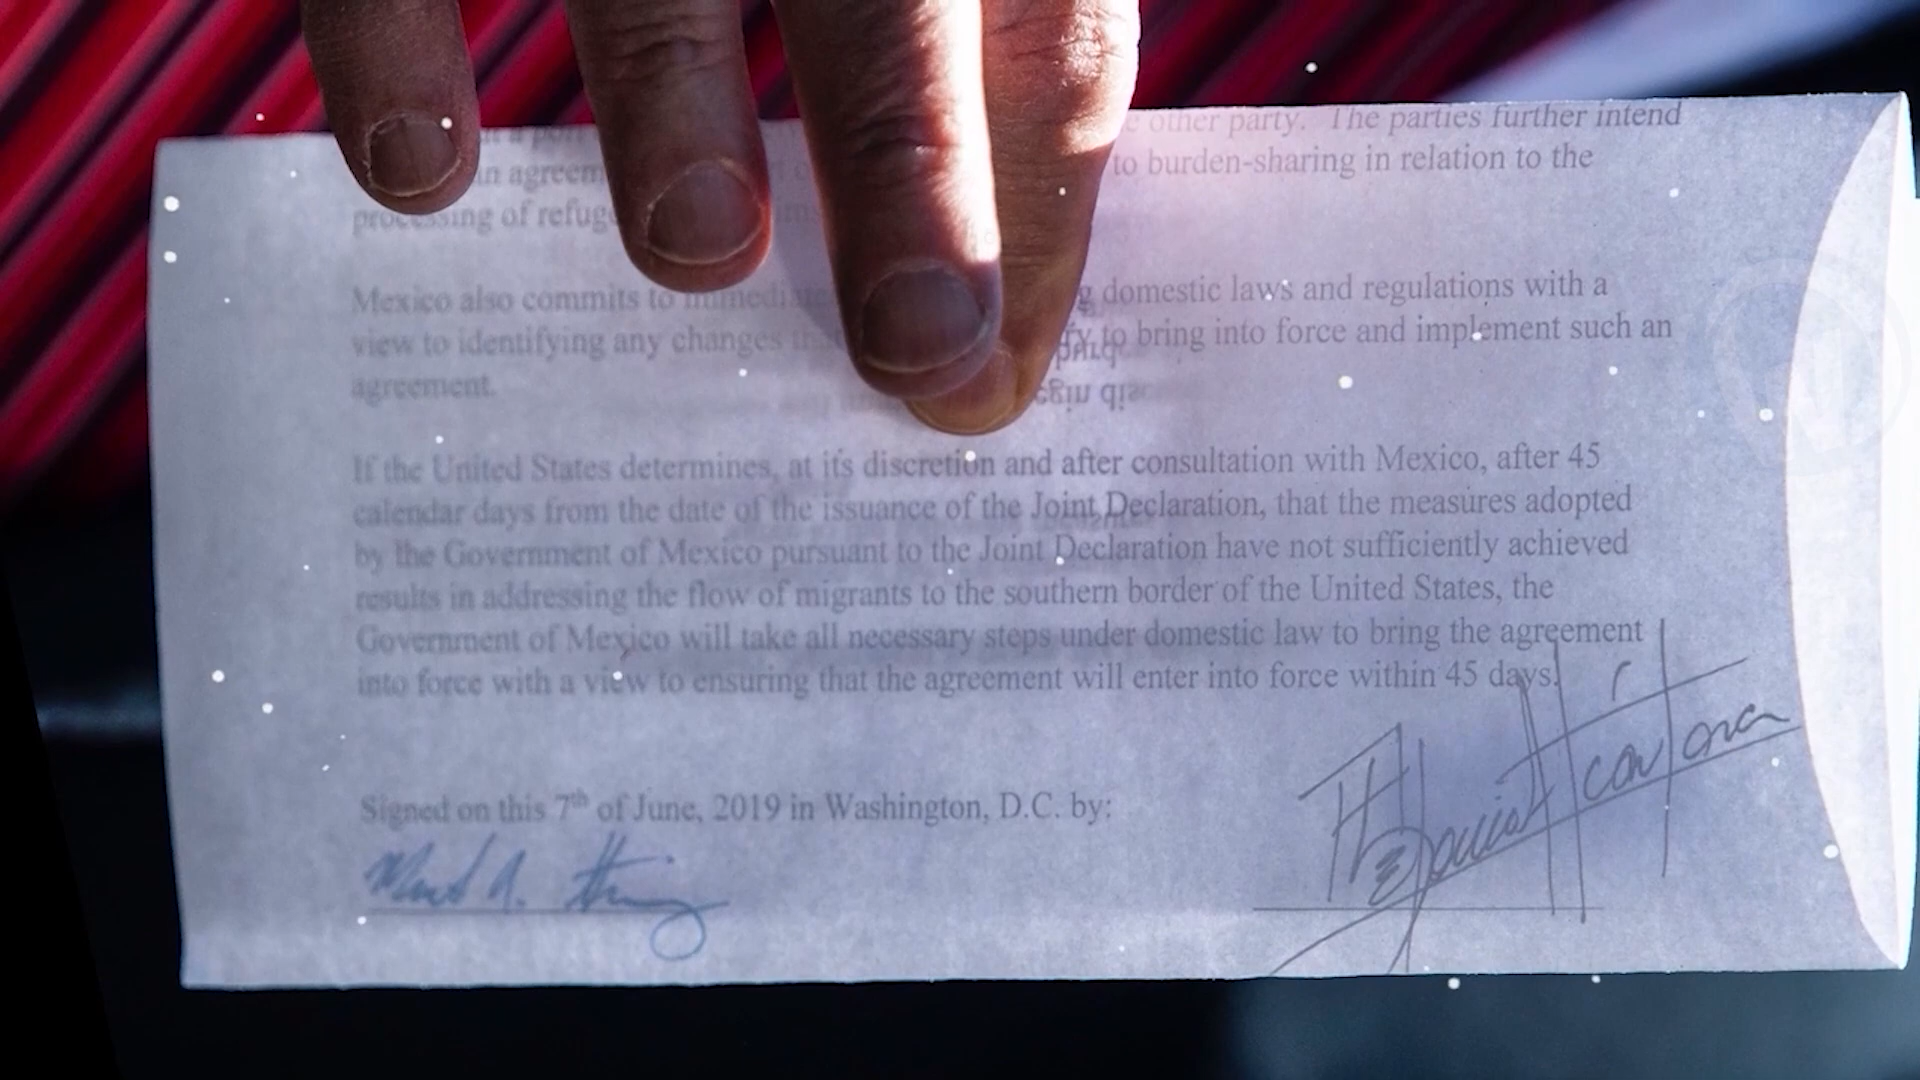 other party. The parties further intend
agreem to burden-sharing in relation to the
processing of refug
Mexico also commits to domestic laws and regulations with a
view to identifying any changes to bring into force and implement such an
agreement.
If the United States determines, at its discretion and after consultation with Mexico, after 45
calendar days from the date of the issuance of the Joint Declaration, that the measures adopted
by the Government of Mexico pursuant to the Joint Declaration have not sufficiently achieved
results in addressing the flow of migrants to the southern border of the United States, the
Government of Mexico will take all necessary steps under domestic law to bring the agreement
into force with a view to ensuring that the agreement will enter into force within 45 days.
Signed on this 7th of June, 2019 in Washington, D.C. by: